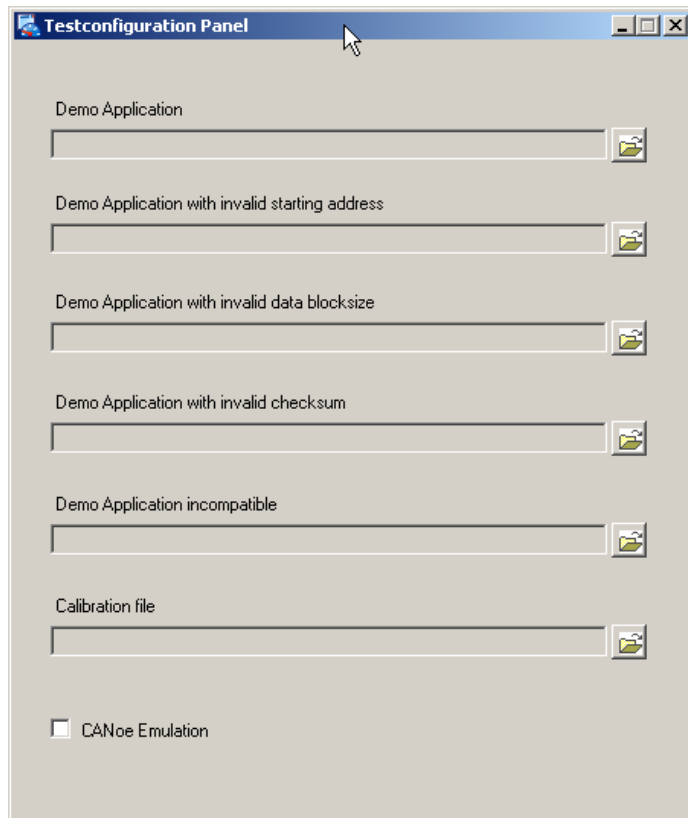 Testconfiguration Panel
Demo Application
Demo Application with invalid starting address
Demo Application with invalid data blocksize
Demo Application with invalid checksum
Demo Application incompatible
Calibration file
CANoe Emulation